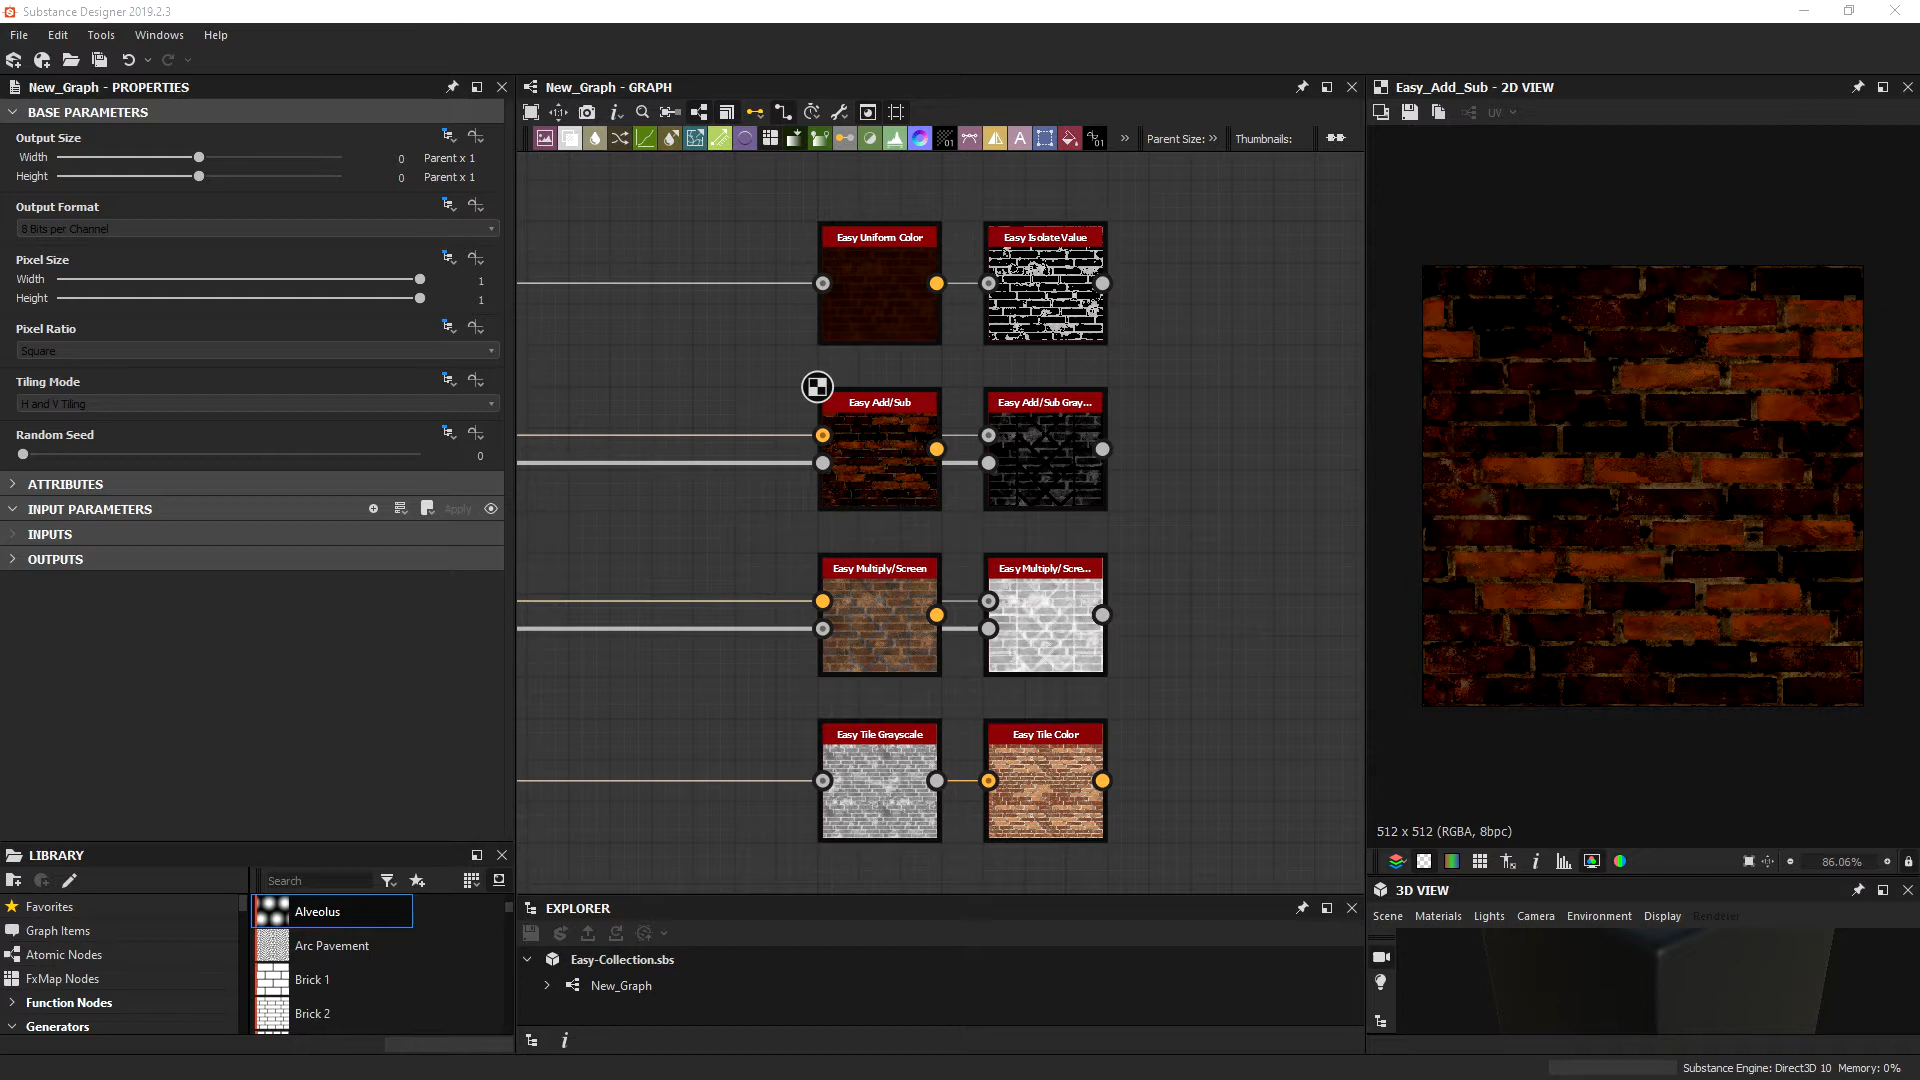 Substance Designer 2019.2.3
File Edit Tools Windows Help
New_Graph - PROPERTIES
BASE PARAMETERS
Output Size
Width 0 Parent x 1
Height 0 Parent x 1
Output Format
8 Bits per Channel
Pixel Size
Width 1
Height 1
Pixel Ratio
Square
Tiling Mode
H and V Tiling
Random Seed
0
ATTRIBUTES
INPUT PARAMETERS Apply
INPUTS
OUTPUTS
LIBRARY
Search
Favorites
Graph Items
Atomic Nodes
FxMap Nodes
Function Nodes
Generators
Alveolus
Arc Pavement
Brick 1
Brick 2
New_Graph - GRAPH
Parent Size: Thumbnails:
Easy Uniform Color
Easy Isolate Value
Easy Add/Sub
Easy Add/Sub Gray...
Easy Multiply/Screen
Easy Multiply/ Scre...
Easy Tile Grayscale
Easy Tile Color
EXPLORER
Easy-Collection.sbs
New_Graph
Easy_Add_Sub - 2D VIEW
UV
512 x 512 (RGBA, 8bpc)
86.06%
3D VIEW
Scene Materials Lights Camera Environment Display Renderer
Substance Engine: Direct3D 10 Memory: 0%